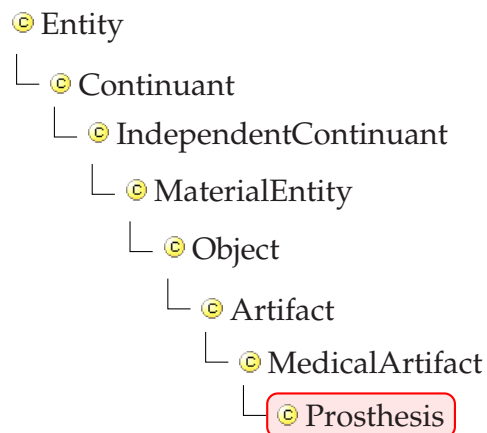 © Entity
© Continuant
© IndependentContinuant
© MaterialEntity
© Object
© Artifact
© MedicalArtifact
© Prosthesis